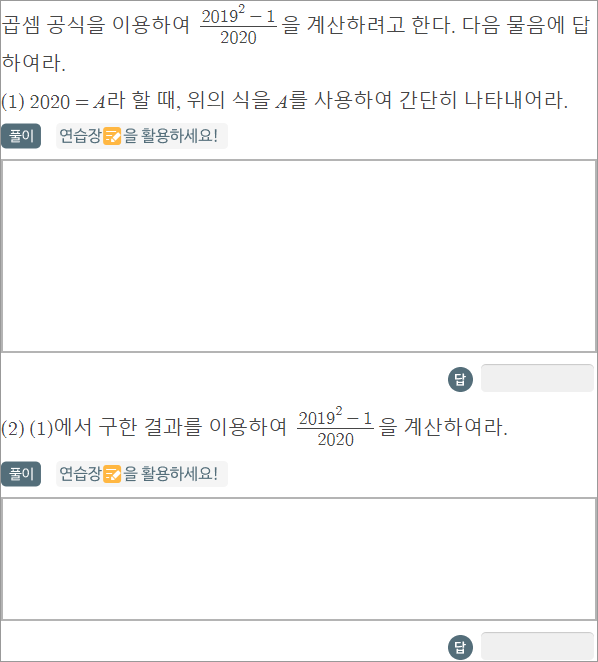 곱셈 공식을 이용하여 \frac{2019^2-1}{2020}을 계산하려고 한다. 다음 물음에 답
하여라.
(1) 2020 = A라 할 때, 위의 식을 A를 사용하여 간단히 나타내어라.
풀이 연습장을 활용하세요!
답
(2) (1)에서 구한 결과를 이용하여 \frac{2019^2-1}{2020}을 계산하여라.
풀이 연습장을 활용하세요!
답